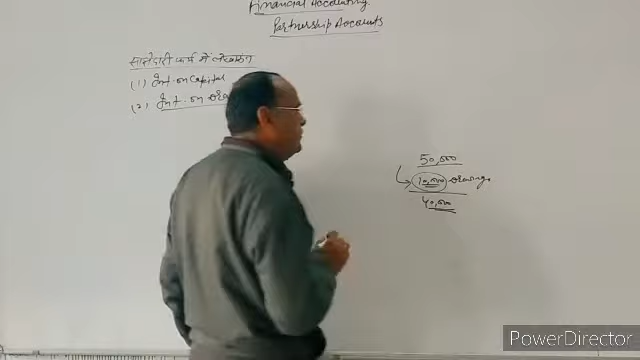 Financial Accounting
Partnership Accounts
साझेदारी फर्म में लेखांकन
(1) Int. on Capital
(2) Int. on Dra
50,000
10,000 Drawings
40,000
PowerDirector